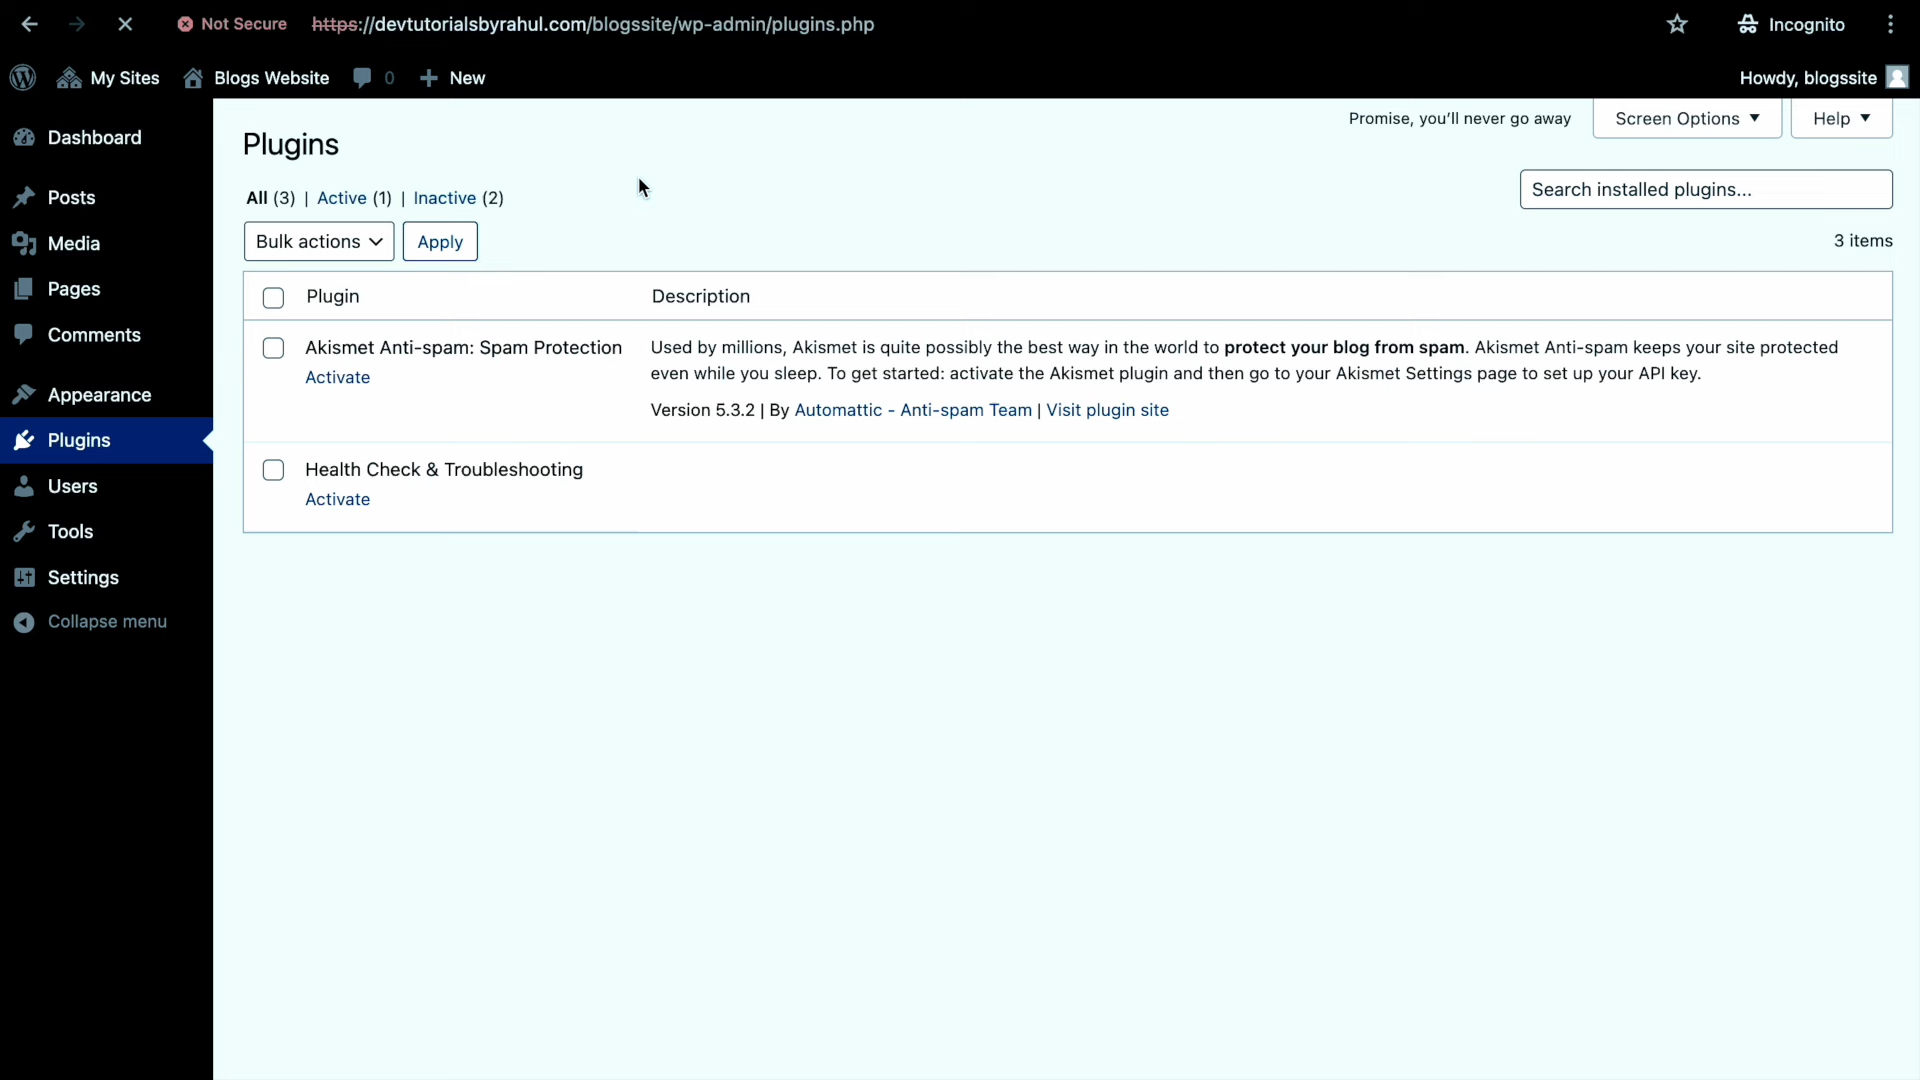 Not Secure https://devtutorialsbyrahul.com/blogssite/wp-admin/plugins.php Incognito
My Sites Blogs Website 0 New Howdy, blogssite
Promise, you'll never go away Screen Options Help
Dashboard
Posts
Media
Pages
Comments
Appearance
Plugins
Users
Tools
Settings
Collapse menu
Plugins
All (3) | Active (1) | Inactive (2)
Search installed plugins...
Bulk actions Apply
3 items
Plugin Description
Akismet Anti-spam: Spam Protection
Activate
Used by millions, Akismet is quite possibly the best way in the world to protect your blog from spam. Akismet Anti-spam keeps your site protected
even while you sleep. To get started: activate the Akismet plugin and then go to your Akismet Settings page to set up your API key.
Version 5.3.2 | By Automattic - Anti-spam Team | Visit plugin site
Health Check & Troubleshooting
Activate